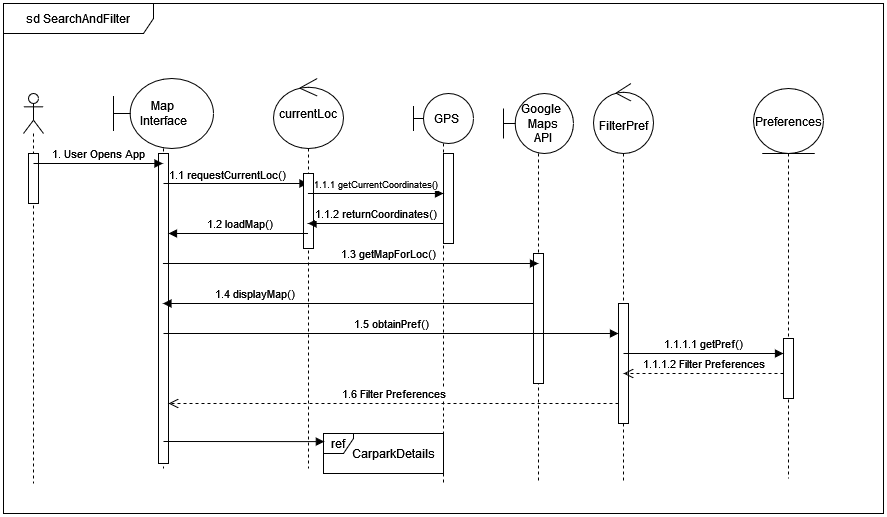 sd SearchAndFilter
Map
Interface
currentLoc
GPS
Google
Maps
API
FilterPref
Preferences
1. User Opens App
1.1 requestCurrentLoc()
1.1.1 getCurrentCoordinates()
1.1.2 returnCoordinates()
1.2 loadMap()
1.3 getMapForLoc()
1.4 displayMap()
1.5 obtainPref()
1.1.1.1 getPref()
1.1.1.2 Filter Preferences
1.6 Filter Preferences
ref
CarparkDetails